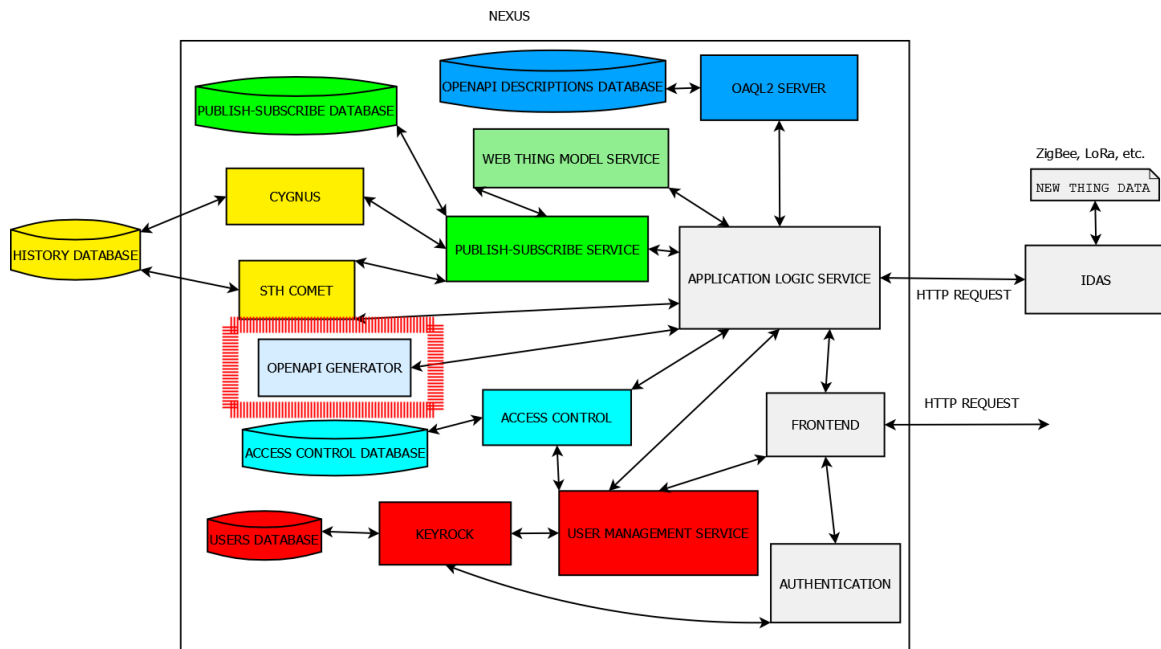 NEXUS
OPENAPI DESCRIPTIONS DATABASE
OAQL2 SERVER
PUBLISH-SUBSCRIBE DATABASE
WEB THING MODEL SERVICE
ZigBee, LoRa, etc.
NEW THING DATA
CYGNUS
HISTORY DATABASE
PUBLISH-SUBSCRIBE SERVICE
STH COMET
APPLICATION LOGIC SERVICE
HTTP REQUEST
IDAS
OPENAPI GENERATOR
ACCESS CONTROL
FRONTEND
HTTP REQUEST
ACCESS CONTROL DATABASE
USERS DATABASE
KEYROCK
USER MANAGEMENT SERVICE
AUTHENTICATION